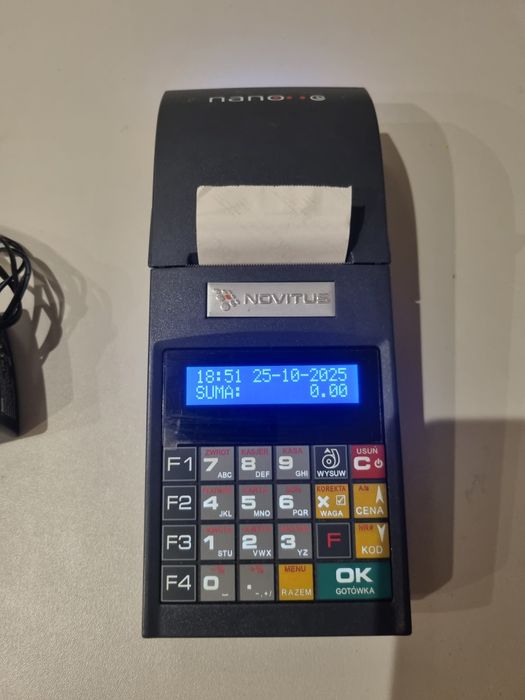 nano
NOVITUS
18:51 25-10-2025
SUMA: 0.00
F1 ZWROT 7 ABC KASJER 8 DEF KASA 9 GHI WYSUW USUŃ C
F2 4 JKL 5 MNO 6 PQR KOREKTA X WAGA CENA
F3 1 STU 2 VWX 3 YZ F KOD
F4 0 . -,+/ MENU RAZEM OK GOTÓWKA